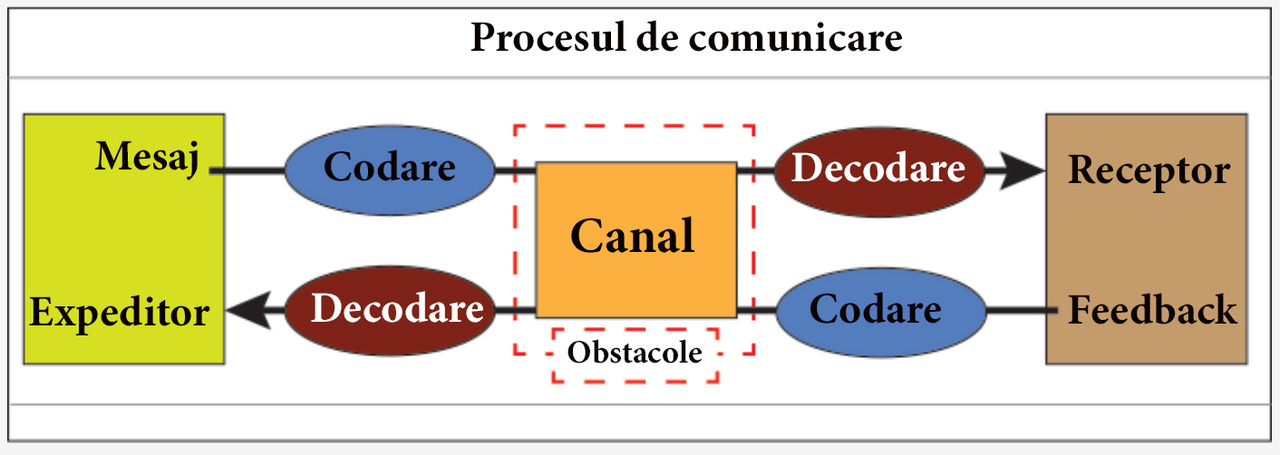 Procesul de comunicare
Mesaj
Codare
Decodare
Receptor
Canal
Expeditor
Decodare
Codare
Feedback
Obstacole